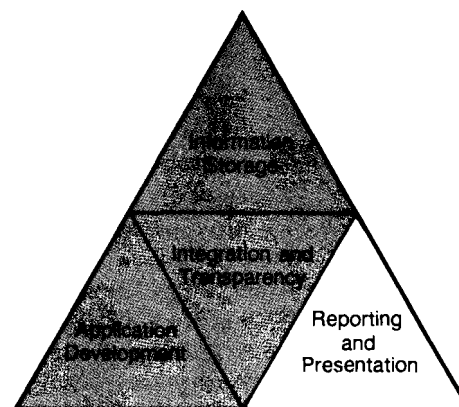 Information
Storage
Integration and
Transparency
Application
Development
Reporting
and
Presentation